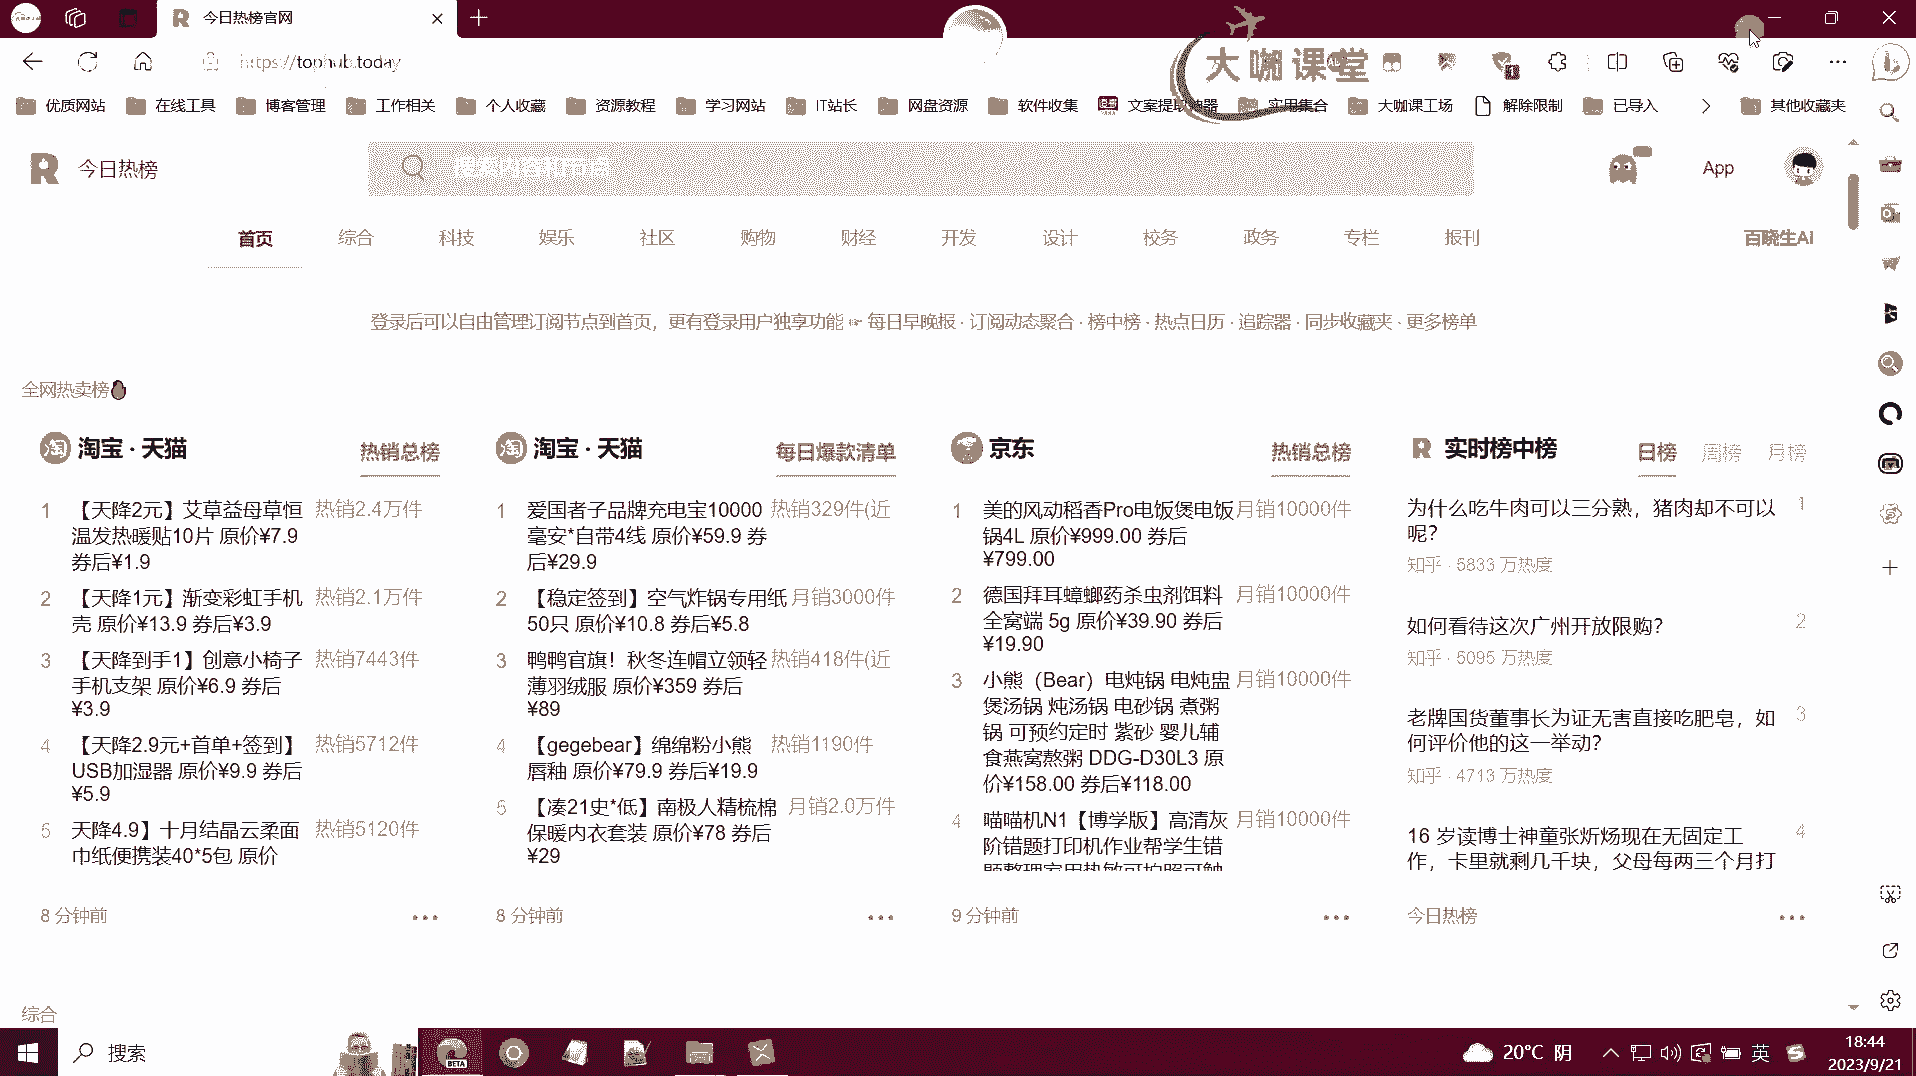 今日热榜官网
https://tophub.today
大咖课堂
优质网站
在线工具
博客管理
工作相关
个人收藏
资源教程
学习网站
IT站长
网盘资源
软件收集
文案提取神器
实用集合
大咖课工场
解除限制
已导入
其他收藏夹
今日热榜
搜索内容和节点
App
首页
综合
科技
娱乐
社区
购物
财经
开发
设计
校务
政务
专栏
报刊
百晓生AI
登录后可以自由管理订阅节点到首页，更有登录用户独享功能 ☞ 每日早晚报 · 订阅动态聚合 · 榜中榜 · 热点日历 · 追踪器 · 同步收藏夹 · 更多榜单
全网热卖榜
淘 淘宝 · 天猫 热销总榜
1 【天降2元】艾草益母草恒 热销2.4万件
温发热暖贴10片 原价¥7.9
券后¥1.9
2 【天降1元】渐变彩虹手机 热销2.1万件
壳 原价¥13.9 券后¥3.9
3 【天降到手1】创意小椅子 热销7443件
手机支架 原价¥6.9 券后
¥3.9
4 【天降2.9元+首单+签到】 热销5712件
USB加湿器 原价¥9.9 券后
¥5.9
5 天降4.9】十月结晶云柔面 热销5120件
巾纸便携装40*5包 原价
8 分钟前
淘 淘宝 · 天猫 每日爆款清单
1 爱国者子品牌充电宝10000 热销329件(近
毫安*自带4线 原价¥59.9 券
后¥29.9
2 【稳定签到】空气炸锅专用纸 月销3000件
50只 原价¥10.8 券后¥5.8
3 鸭鸭官旗！秋冬连帽立领轻 热销418件(近
薄羽绒服 原价¥359 券后
¥89
4 【gegebear】绵绵粉小熊 热销1190件
唇釉 原价¥79.9 券后¥19.9
5 【凑21史*低】南极人精梳棉 月销2.0万件
保暖内衣套装 原价¥78 券后
¥29
8 分钟前
京东 热销总榜
1 美的风动稻香Pro电饭煲电饭 月销10000件
锅4L 原价¥999.00 券后
¥799.00
2 德国拜耳蟑螂药杀虫剂饵料 月销10000件
全窝端 5g 原价¥39.90 券后
¥19.90
3 小熊（Bear）电炖锅 电炖盅 月销10000件
煲汤锅 炖汤锅 电砂锅 煮粥
锅 可预约定时 紫砂 婴儿辅
食燕窝熬粥 DDG-D30L3 原
价¥158.00 券后¥118.00
4 喵喵机N1【博学版】高清灰 月销10000件
阶错题打印机作业帮学生错
9 分钟前
实时榜中榜 日榜 周榜 月榜
为什么吃牛肉可以三分熟，猪肉却不可以 1
呢？
知乎 · 5833 万热度
如何看待这次广州开放限购？ 2
知乎 · 5095 万热度
老牌国货董事长为证无害直接吃肥皂，如 3
何评价他的这一举动？
知乎 · 4713 万热度
16 岁读博士神童张炘炀现在无固定工 4
作，卡里就剩几千块，父母每两三个月打
今日热榜
综合
搜索
BETA
20°C 阴
英
18:44
2023/9/21